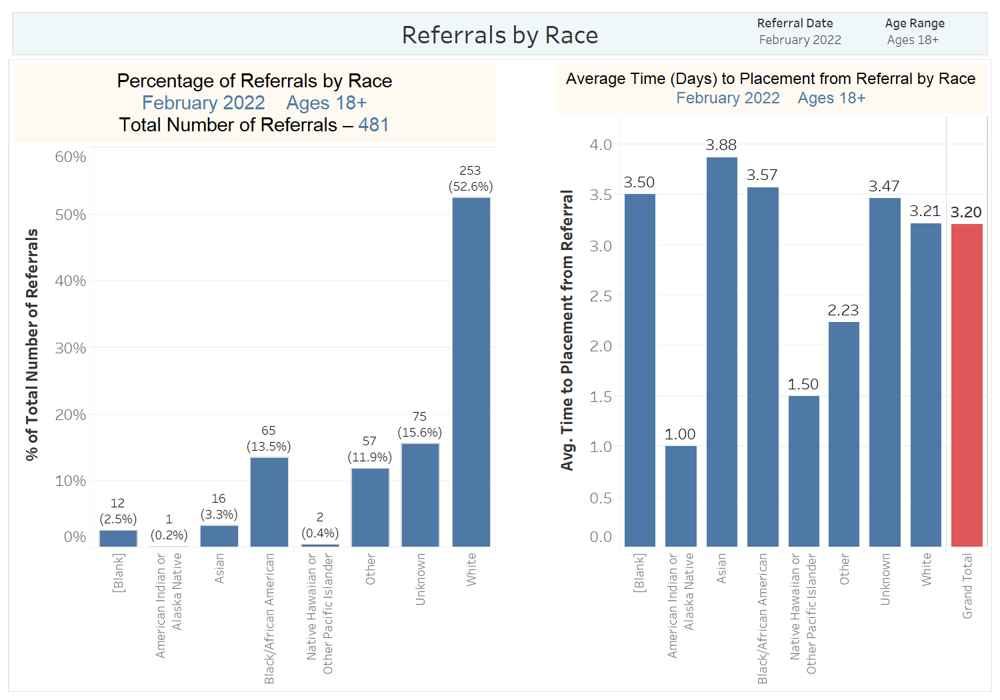 Referrals by Race
Referral Date
February 2022
Age Range
Ages 18+
Percentage of Referrals by Race
February 2022 Ages 18+
Total Number of Referrals – 481
% of Total Number of Referrals
60%
50%
40%
30%
20%
10%
0%
12
(2.5%)
1
(0.2%)
16
(3.3%)
65
(13.5%)
2
(0.4%)
57
(11.9%)
75
(15.6%)
253
(52.6%)
[Blank]
American Indian or
Alaska Native
Asian
Black/African American
Native Hawaiian or
Other Pacific Islander
Other
Unknown
White
Average Time (Days) to Placement from Referral by Race
February 2022 Ages 18+
Avg. Time to Placement from Referral
4.0
3.5
3.0
2.5
2.0
1.5
1.0
0.5
0.0
3.50
1.00
3.88
3.57
1.50
2.23
3.47
3.21
3.20
[Blank]
American Indian or
Alaska Native
Asian
Black/African American
Native Hawaiian or
Other Pacific Islander
Other
Unknown
White
Grand Total